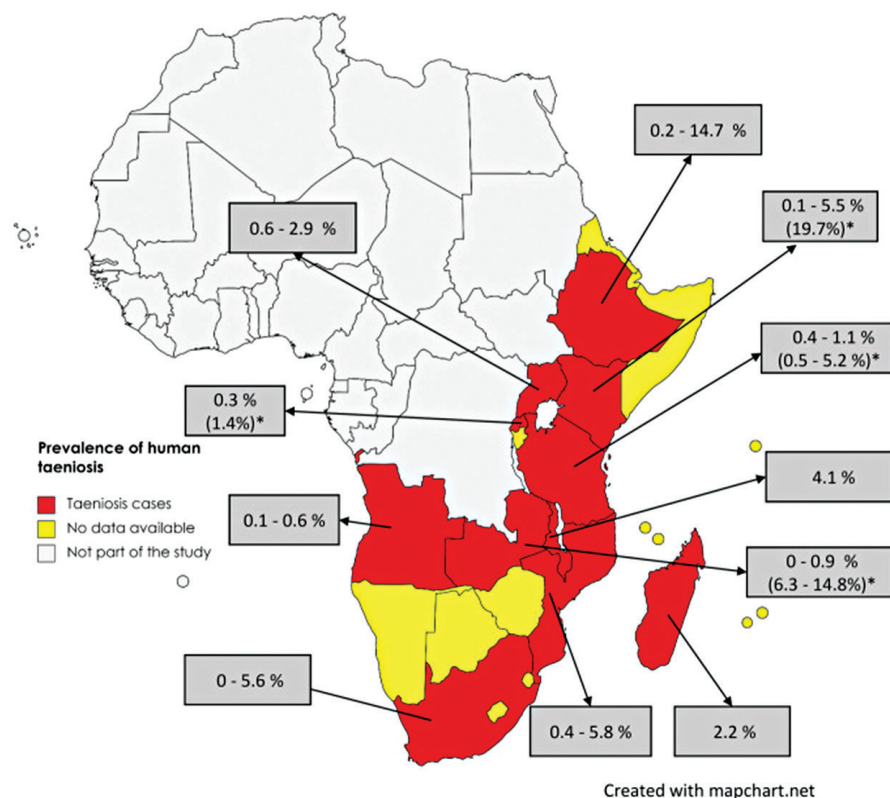 0.2 - 14.7 %
0.1 - 5.5 %
(19.7%)*
0.6 - 2.9 %
0.4 - 1.1 %
(0.5 - 5.2 %)*
0.3 %
(1.4%)*
Prevalence of human
taeniosis
Taeniosis cases
No data available
Not part of the study
4.1 %
0.1 - 0.6 %
0 - 0.9 %
(6.3 - 14.8%)*
0 - 5.6 %
0.4 - 5.8 %
2.2 %
Created with mapchart.net